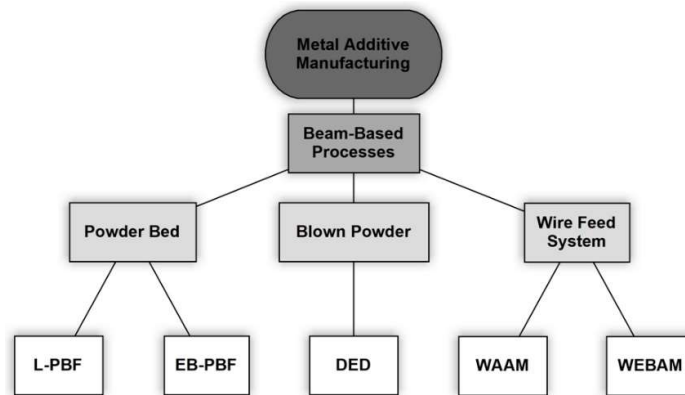 Metal Additive
Manufacturing
Beam-Based
Processes
Powder Bed
Blown Powder
Wire Feed
System
L-PBF
EB-PBF
DED
WAAM
WEBAM